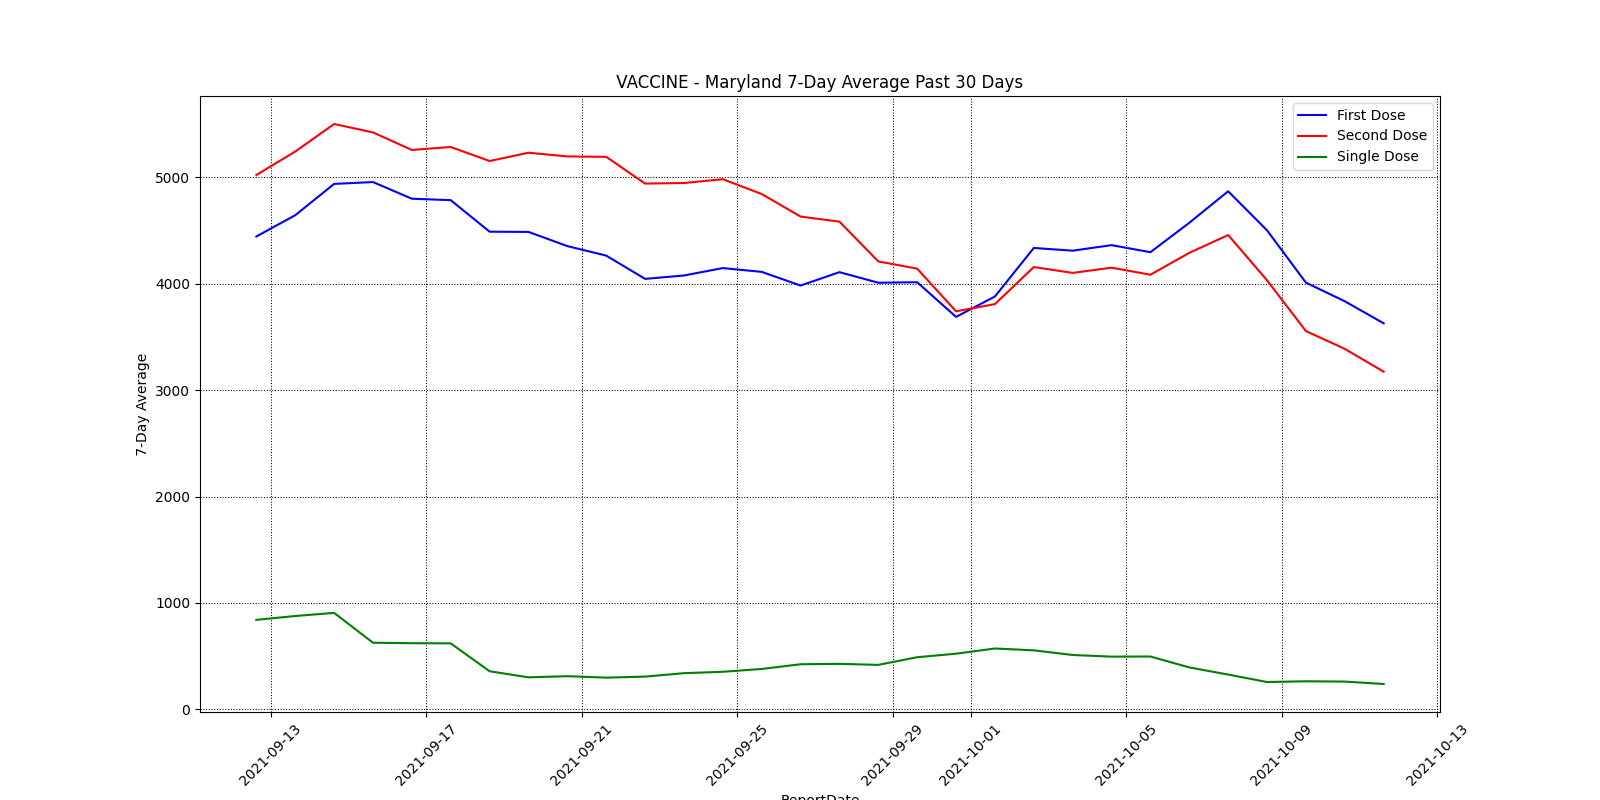 VACCINE - Maryland 7-Day Average Past 30 Days
First Dose
Second Dose
Single Dose
7-Day Average
5000
4000
3000
2000
1000
0
2021-09-13
2021-09-17
2021-09-21
2021-09-25
2021-09-29
2021-10-01
2021-10-05
2021-10-09
2021-10-13
ReportDate